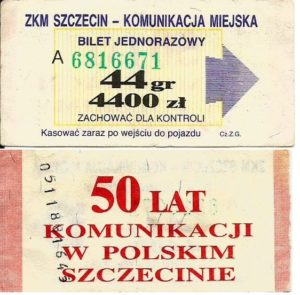 ZKM SZCZECIN – KOMUNIKACJA MIEJSKA
BILET JEDNORAZOWY
A 6816671
44 gr
4400 zł
ZACHOWAĆ DLA KONTROLI
Kasować zaraz po wejściu do pojazdu Cz.Z.G.
50 LAT
KOMUNIKACJI
W POLSKIM
SZCZECINIE